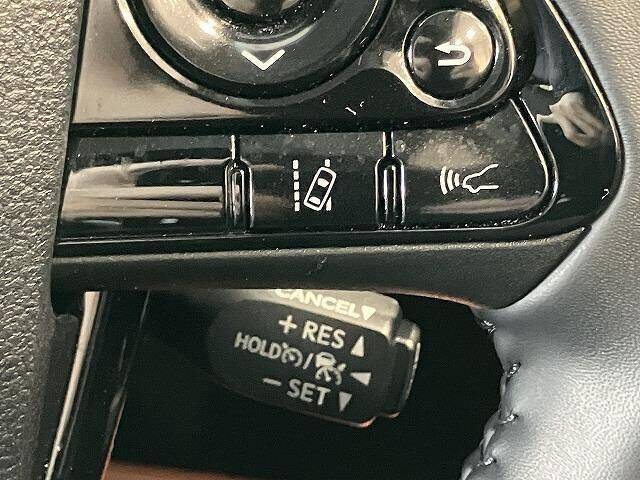 CANCEL▼
+ RES ▲
HOLD / ◀
− SET ▼